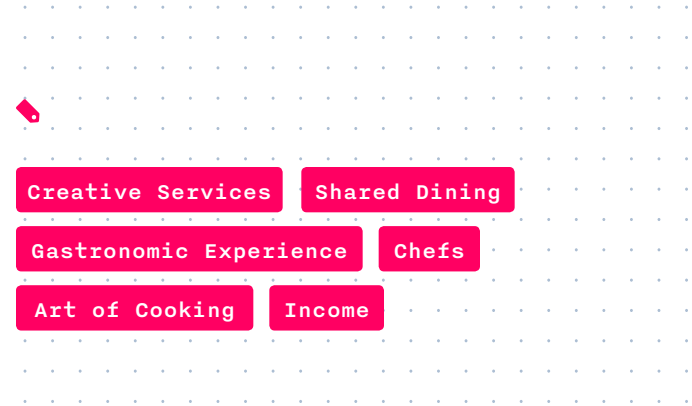 Creative Services Shared Dining
Gastronomic Experience Chefs
Art of Cooking Income